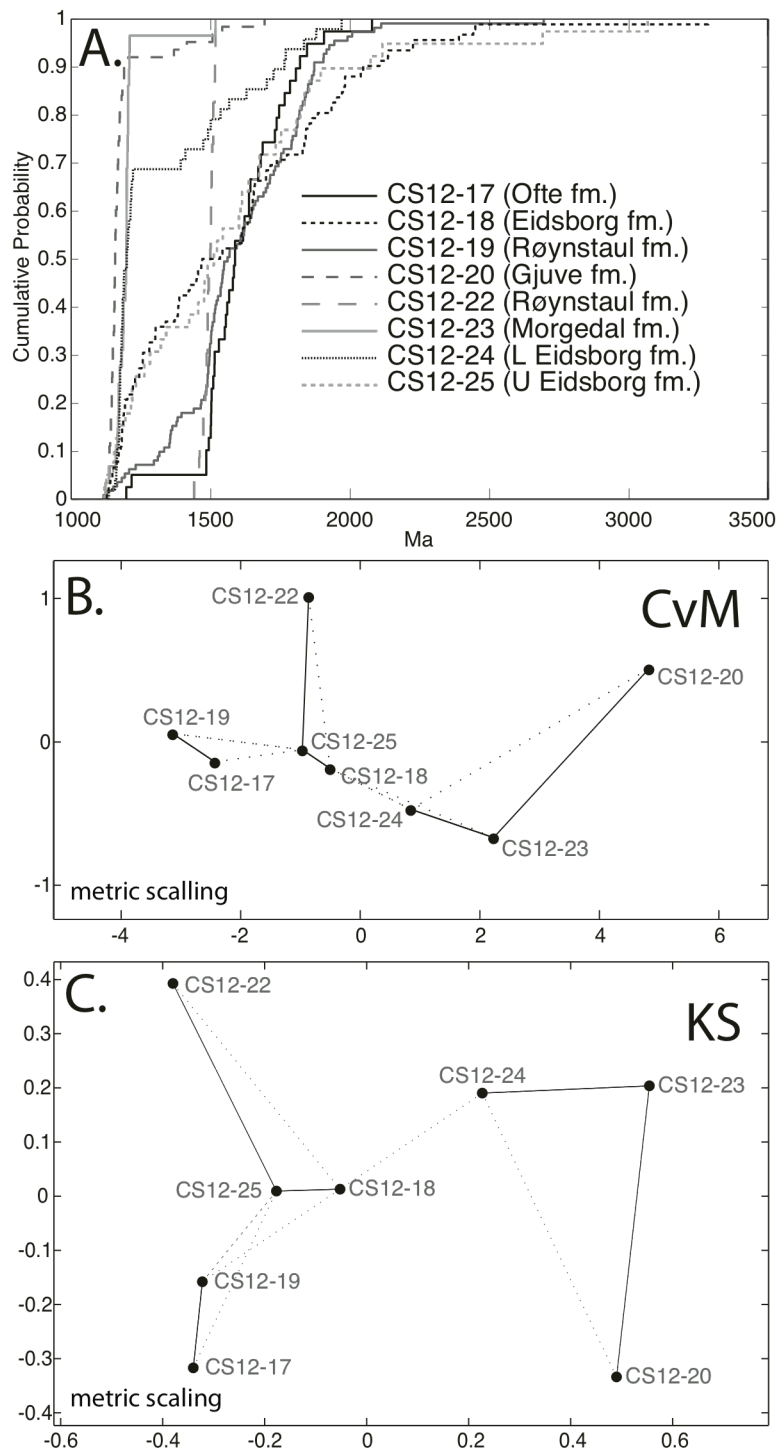 A.
1
0.9
0.8
0.7
0.6
0.5
0.4
0.3
0.2
0.1
0
Cumulative Probability
CS12-17 (Ofte fm.)
CS12-18 (Eidsborg fm.)
CS12-19 (Røynstaul fm.)
CS12-20 (Gjuve fm.)
CS12-22 (Røynstaul fm.)
CS12-23 (Morgedal fm.)
CS12-24 (L Eidsborg fm.)
CS12-25 (U Eidsborg fm.)
1000 1500 2000 2500 3000 3500
Ma
B.
CvM
1
0
-1
CS12-22
CS12-20
CS12-19
CS12-25
CS12-18
CS12-17
CS12-24
CS12-23
metric scalling
-4 -2 0 2 4 6
C.
KS
0.4
0.3
0.2
0.1
0
-0.1
-0.2
-0.3
-0.4
CS12-22
CS12-24
CS12-23
CS12-25
CS12-18
CS12-19
CS12-17
CS12-20
metric scaling
-0.6 -0.4 -0.2 0 0.2 0.4 0.6